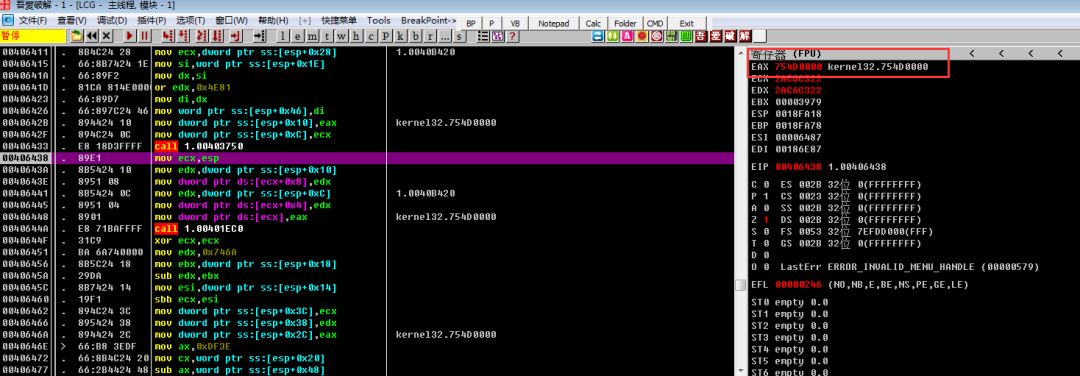 吾愛破解 - 1 - [LCG - 主线程, 模块 - 1]
文件(F) 查看(V) 调试(D) 插件(P) 选项(T) 窗口(W) 帮助(H) [+] 快捷菜单 Tools BreakPoint-> BP P VB Notepad Calc Folder CMD Exit
暂停 l e m t w h c p k b r ... s ? 吾 爱 破 解
00406411 . 8B4C24 28 mov ecx,dword ptr ss:[esp+0x28] 1.0040B420
00406415 . 66:8B7424 1E mov si,word ptr ss:[esp+0x1E]
0040641A . 66:89F2 mov dx,si
0040641D . 81CA 814E0000 or edx,0x4E81
00406423 . 66:89D7 mov di,dx
00406426 . 66:897C24 46 mov word ptr ss:[esp+0x46],di
0040642B . 894424 10 mov dword ptr ss:[esp+0x10],eax kernel32.754D0000
0040642F . 894C24 0C mov dword ptr ss:[esp+0xC],ecx
00406433 . E8 18D3FFFF call 1.00403750
00406438 . 89E1 mov ecx,esp
0040643A . 8B5424 10 mov edx,dword ptr ss:[esp+0x10]
0040643E . 8951 08 mov dword ptr ds:[ecx+0x8],edx
00406441 . 8B5424 0C mov edx,dword ptr ss:[esp+0xC] 1.0040B420
00406445 . 8951 04 mov dword ptr ds:[ecx+0x4],edx
00406448 . 8901 mov dword ptr ds:[ecx],eax kernel32.754D0000
0040644A . E8 71BAFFFF call 1.00401EC0
0040644F . 31C9 xor ecx,ecx
00406451 . BA 6A740000 mov edx,0x746A
00406456 . 8B5C24 18 mov ebx,dword ptr ss:[esp+0x18]
0040645A . 29DA sub edx,ebx
0040645C . 8B7424 14 mov esi,dword ptr ss:[esp+0x14]
00406460 . 19F1 sbb ecx,esi
00406462 . 894C24 3C mov dword ptr ss:[esp+0x3C],ecx
00406466 . 895424 38 mov dword ptr ss:[esp+0x38],edx
0040646A . 894424 2C mov dword ptr ss:[esp+0x2C],eax kernel32.754D0000
0040646E > 66:B8 3EDF mov ax,0xDF3E
00406472 . 66:8B4C24 20 mov cx,word ptr ss:[esp+0x20]
00406477 . 66:2B4424 48 sub ax,word ptr ss:[esp+0x48]
寄存器 (FPU) < < < <
EAX 754D0000 kernel32.754D0000
ECX 2AC6C322
EDX 2AC6C322
EBX 00003979
ESP 0018FA18
EBP 0018FA78
ESI 00006487
EDI 00186E87
EIP 00406438 1.00406438
C 0 ES 002B 32位 0(FFFFFFFF)
P 1 CS 0023 32位 0(FFFFFFFF)
A 0 SS 002B 32位 0(FFFFFFFF)
Z 1 DS 002B 32位 0(FFFFFFFF)
S 0 FS 0053 32位 7EFDD000(FFF)
T 0 GS 002B 32位 0(FFFFFFFF)
D 0
O 0 LastErr ERROR_INVALID_MENU_HANDLE (00000579)
EFL 00000246 (NO,NB,E,BE,NS,PE,GE,LE)
ST0 empty 0.0
ST1 empty 0.0
ST2 empty 0.0
ST3 empty 0.0
ST4 empty 0.0
ST5 empty 0.0
ST6 empty 0.0